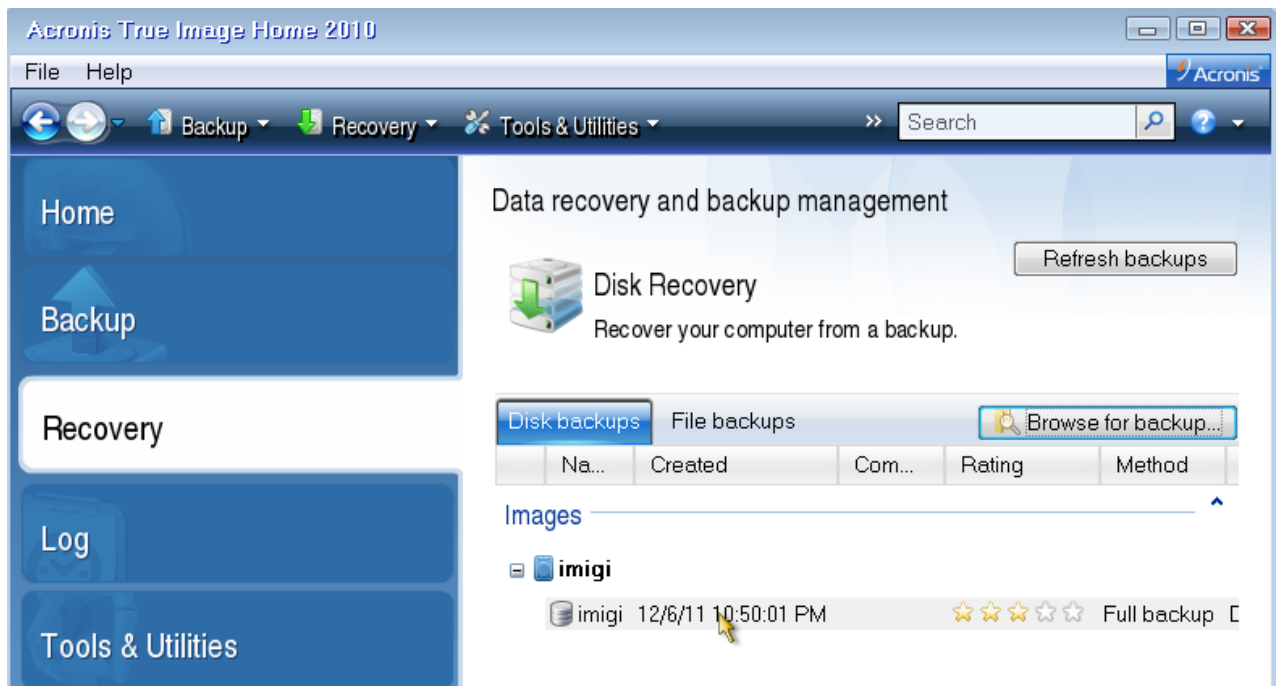 Acronis True Image Home 2010
File Help
Acronis
Backup Recovery Tools & Utilities » Search
Home
Backup
Recovery
Log
Tools & Utilities
Data recovery and backup management
Refresh backups
Disk Recovery
Recover your computer from a backup.
Disk backups File backups Browse for backup...
Na... Created Com... Rating Method
Images
imigi
imigi 12/6/11 10:50:01 PM Full backup